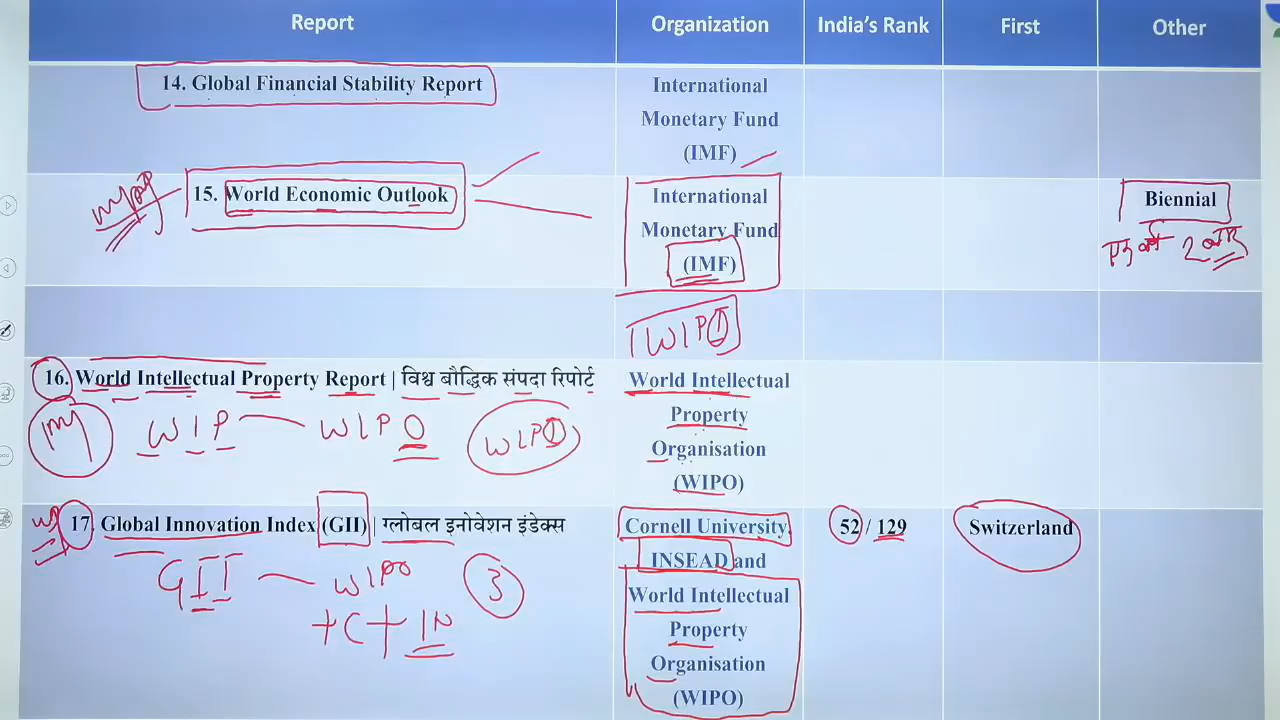 Report Organization India's Rank First Other
14. Global Financial Stability Report
International
Monetary Fund
(IMF)
15. World Economic Outlook
International
Monetary Fund
(IMF)
Biennial
2
WIPO
16. World Intellectual Property Report | विश्व बौद्धिक संपदा रिपोर्ट
World Intellectual
Property
Organisation
(WIPO)
WIP WIPO WIPO
17. Global Innovation Index (GII) | ग्लोबल इनोवेशन इंडेक्स
Cornell University,
INSEAD and
World Intellectual
Property
Organisation
(WIPO)
52 / 129
Switzerland
GII WIPO 3
+C+ IN